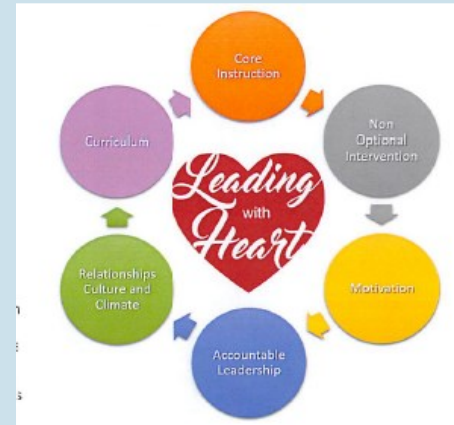 Core
Instruction
Non
Optional
Intervention
Motivation
Accountable
Leadership
Relationships
Culture and
Climate
Curriculum
Leading
with
Heart